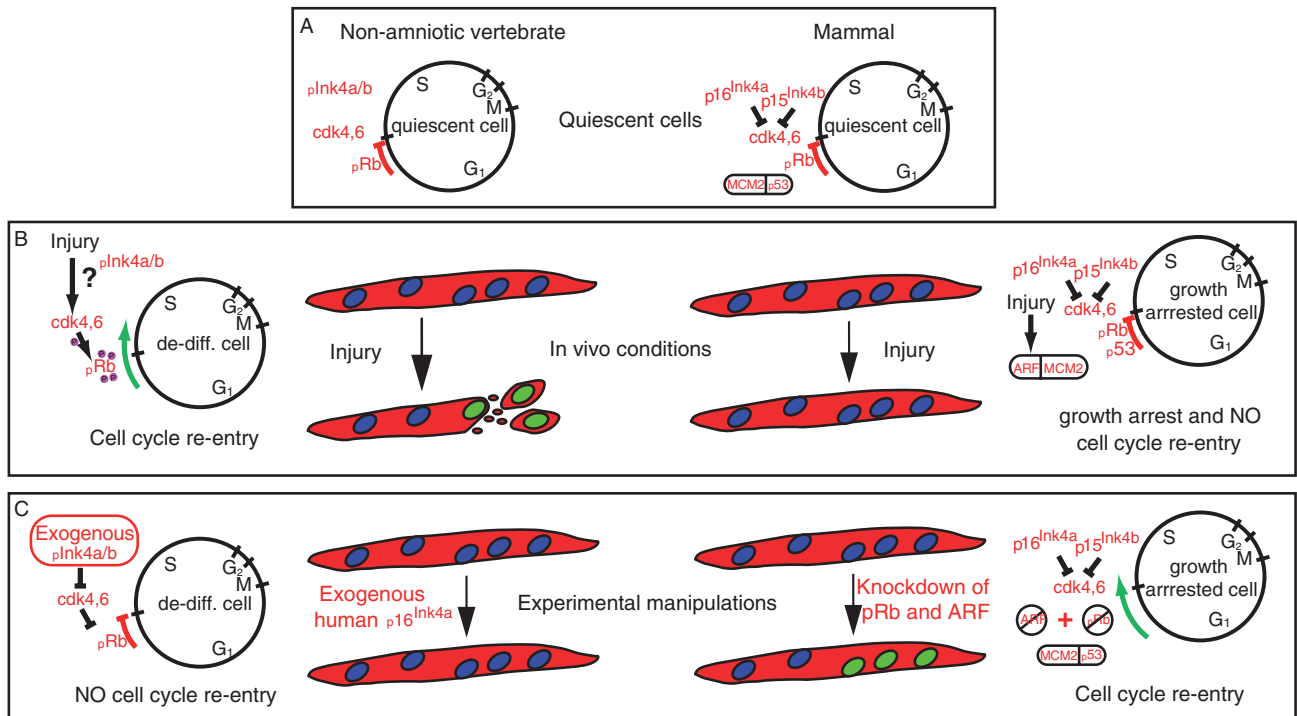 A
Non-amniotic vertebrate
pInk4a/b
cdk4,6
pRb
S
G2
M
quiescent cell
G1
Quiescent cells
Mammal
p16Ink4a
p15Ink4b
cdk4,6
pRb
MCM2 p53
S
G2
M
quiescent cell
G1
B
Injury
?
pInk4a/b
cdk4,6
P
pRb
P P
P P
S
G2
M
de-diff. cell
G1
Cell cycle re-entry
Injury
In vivo conditions
Injury
p16Ink4a
p15Ink4b
Injury
cdk4,6
pRb
p53
ARF MCM2
S
G2
M
growth
arrrested cell
G1
growth arrest and NO
cell cycle re-entry
C
Exogenous
pInk4a/b
cdk4,6
pRb
S
G2
M
de-diff. cell
G1
NO cell cycle re-entry
Exogenous
human p16Ink4a
Experimental manipulations
Knockdown of
pRb and ARF
p16Ink4a
p15Ink4b
cdk4,6
ARF + pRb
MCM2 p53
S
G2
M
growth
arrrested cell
G1
Cell cycle re-entry